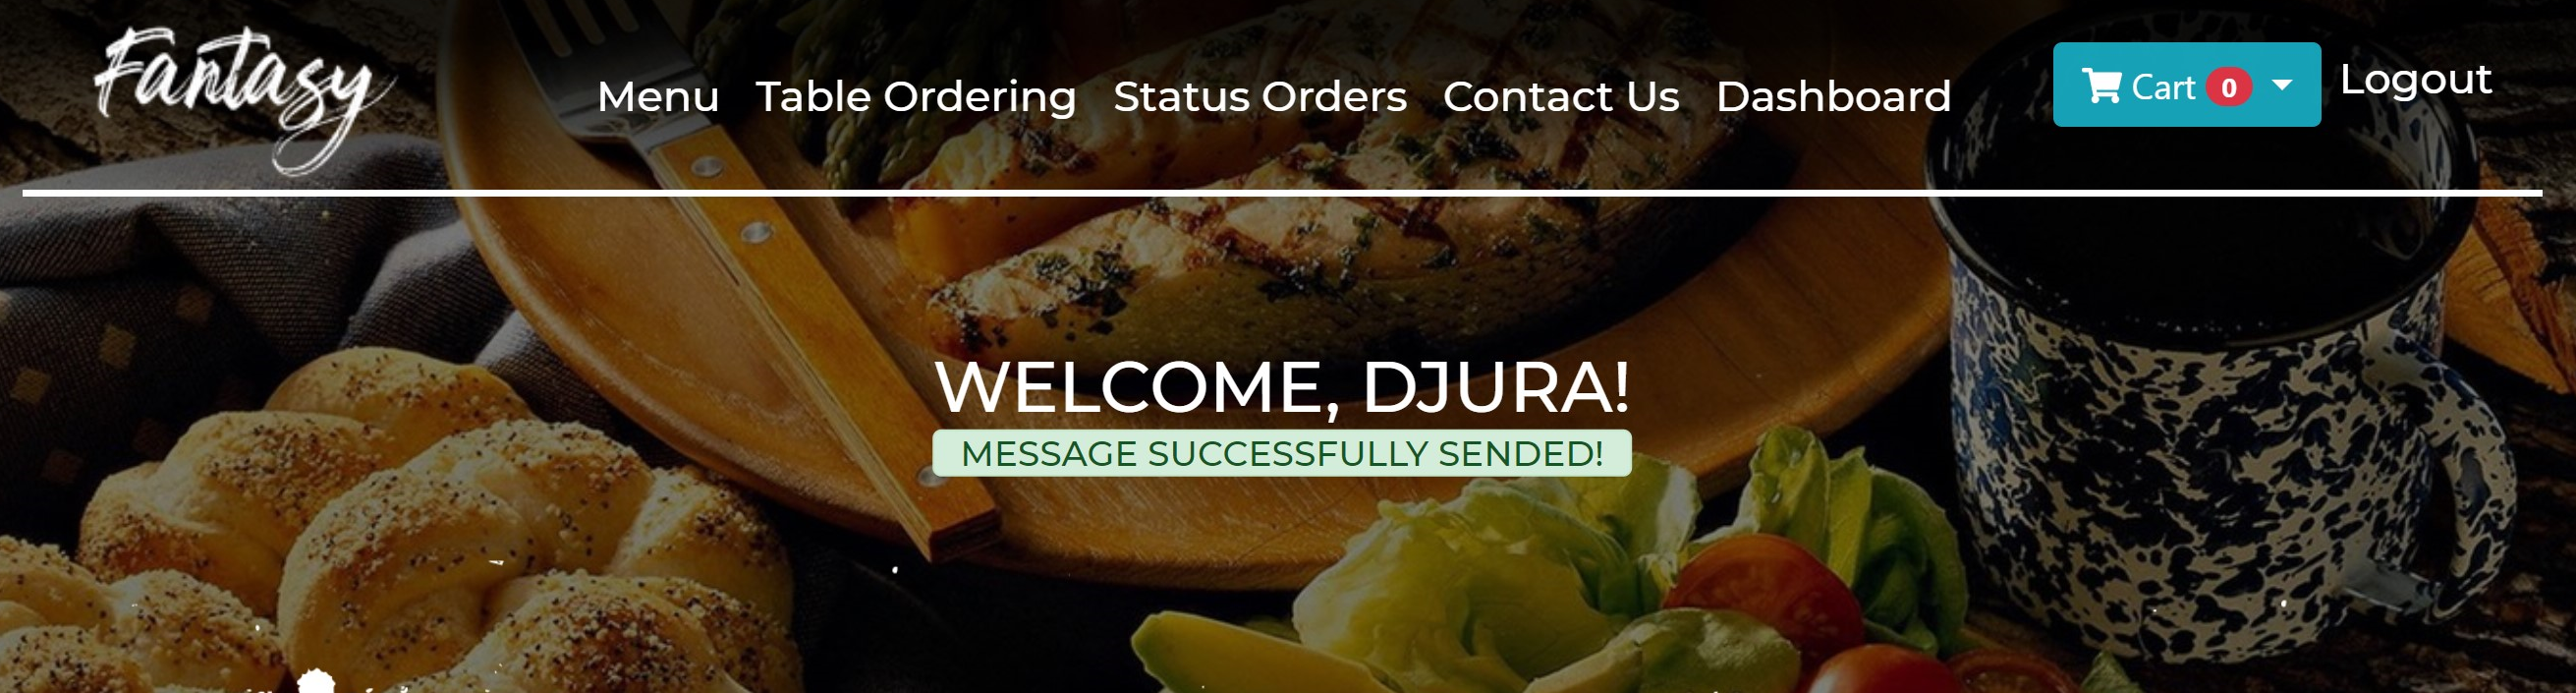 Fantasy
Menu Table Ordering Status Orders Contact Us Dashboard Cart 0 Logout
WELCOME, DJURA!
MESSAGE SUCCESSFULLY SENDED!